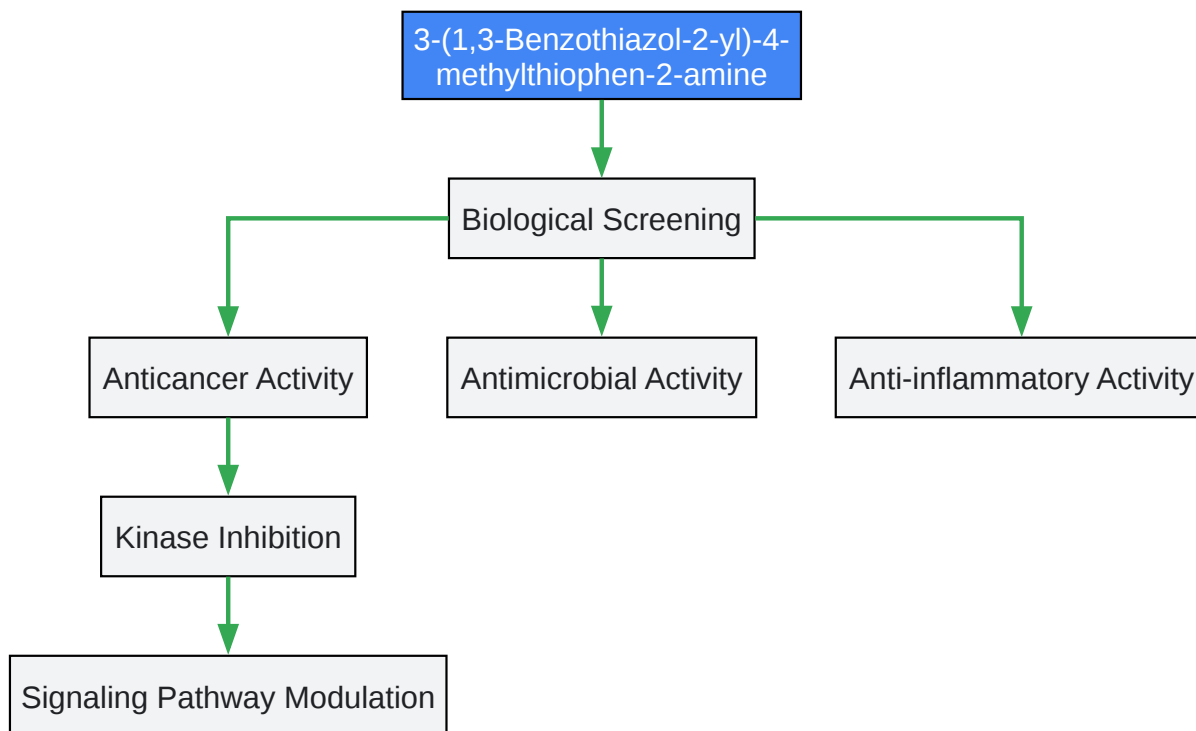 3-(1,3-Benzothiazol-2-yl)-4-
methylthiophen-2-amine
Biological Screening
Anticancer Activity
Antimicrobial Activity
Anti-inflammatory Activity
Kinase Inhibition
Signaling Pathway Modulation